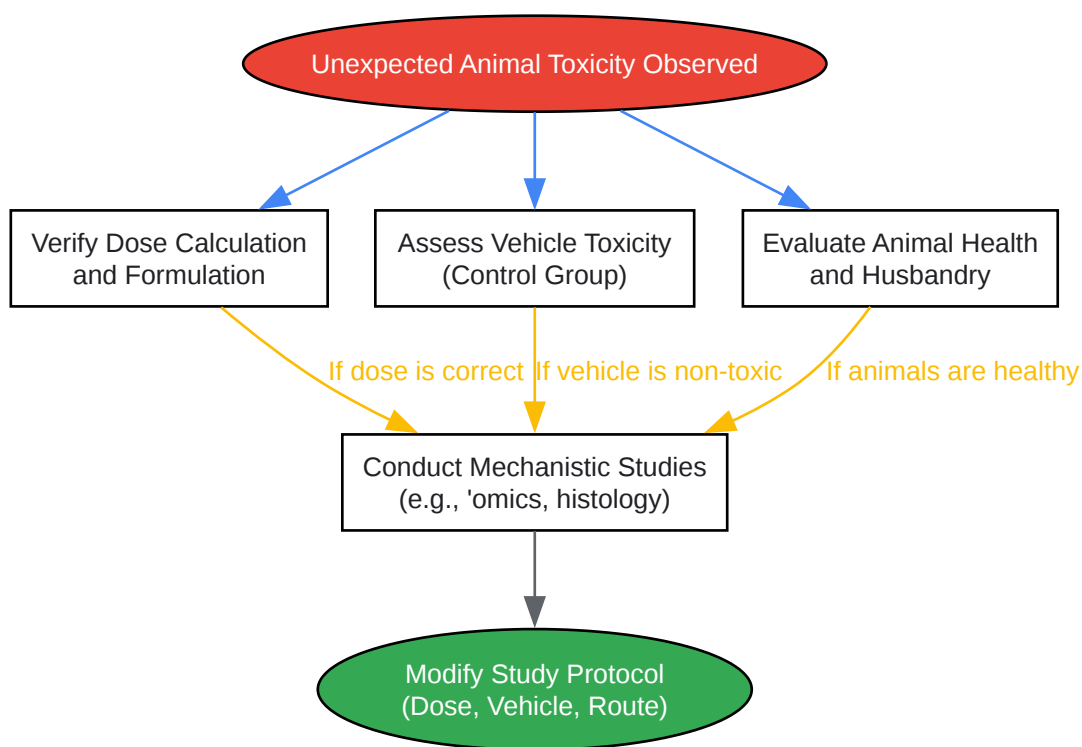 Unexpected Animal Toxicity Observed
Verify Dose Calculation
and Formulation
Assess Vehicle Toxicity
(Control Group)
Evaluate Animal Health
and Husbandry
If dose is correct
If vehicle is non-toxic
If animals are healthy
Conduct Mechanistic Studies
(e.g., 'omics, histology)
Modify Study Protocol
(Dose, Vehicle, Route)